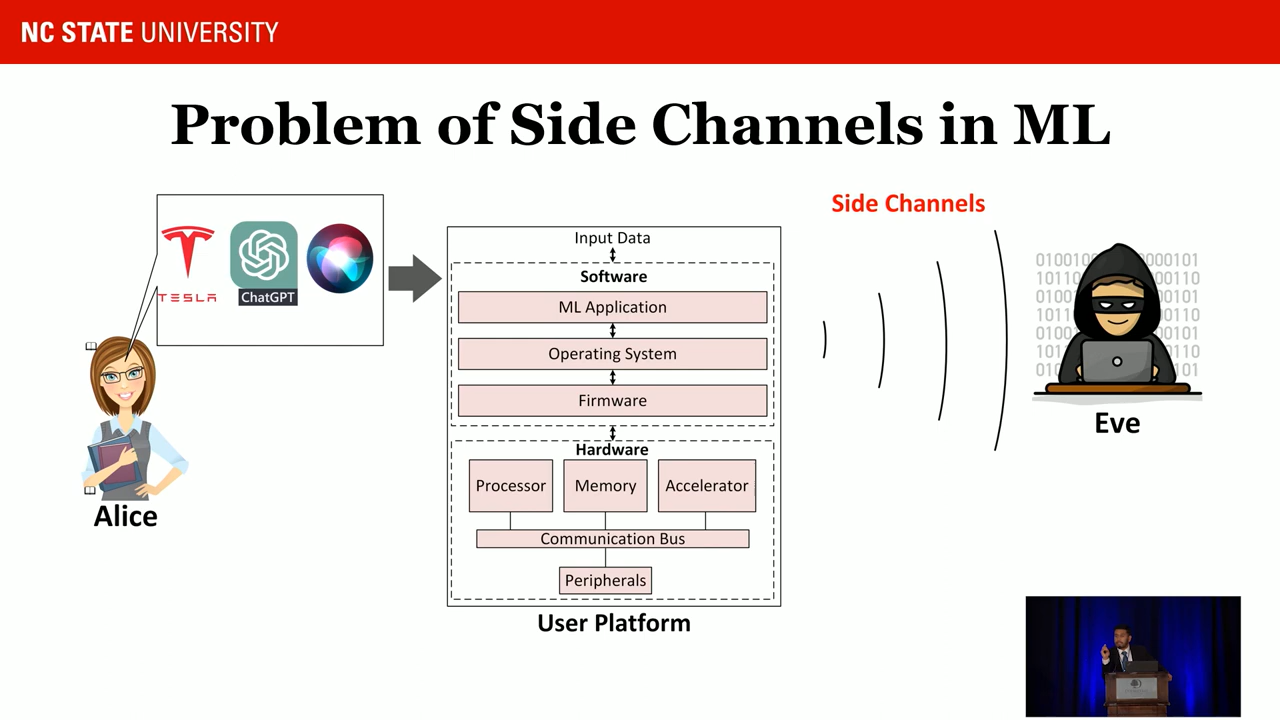 NC STATE UNIVERSITY
Problem of Side Channels in ML
TESLA
ChatGPT
Alice
Input Data
Software
ML Application
Operating System
Firmware
Hardware
Processor Memory Accelerator
Communication Bus
Peripherals
User Platform
Side Channels
Eve